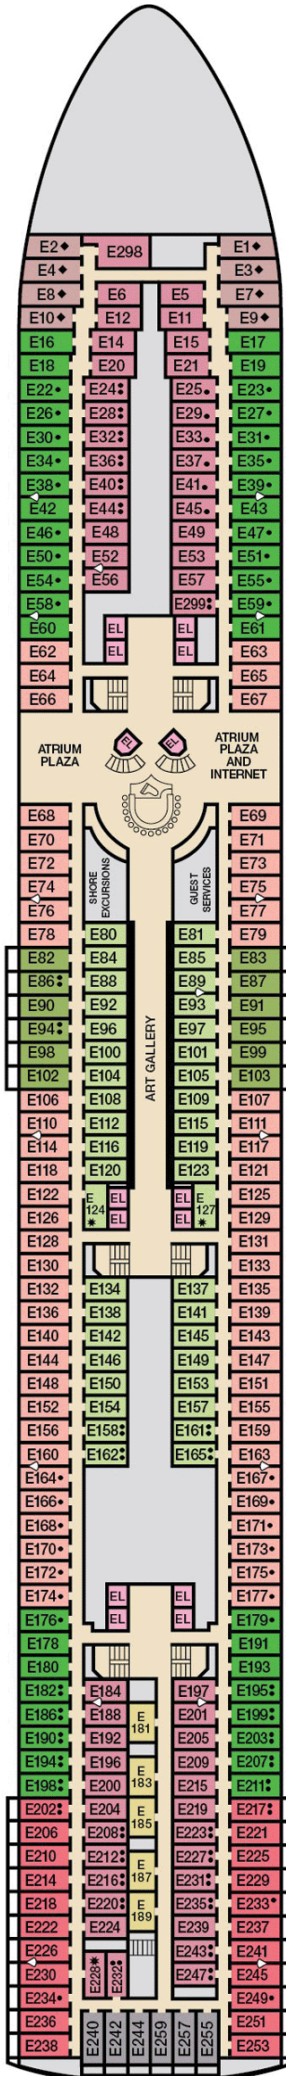 E298
E2◆ E1◆
E4◆ E3◆
E8◆ E6 E5 E7◆
E10◆ E12 E11 E9◆
E16 E14 E15 E17
E18 E20 E21 E19
E22• E24: E25• E23•
E26• E28: E29• E27•
E30• E32: E33• E31•
E34• E36: E37• E35•
E38• E40: E41• E39•
E42 E44: E45• E43
E46• E48 E49 E47•
E50• E52 E53 E51•
E54• E56 E57 E55•
E58• E299: E59•
E60 EL EL E61
E62 EL EL E63
E64 E65
E66 E67
EL EL
ATRIUM
PLAZA
ATRIUM
PLAZA
AND
INTERNET
E68 E69
E70 E71
E72 E73
E74 E75
E76 E77
SHORE
EXCURSIONS
GUEST
SERVICES
E78 E80 E81 E79
E82 E84 E85 E83
E86: E88 E89 E87
E90 E92 E93 E91
E94: E96 E97 E95
E98 E100 E101 E99
E102 E104 E105 E103
ART GALLERY
E106 E108 E109 E107
E110 E112 E115 E111
E114 E116 E119 E117
E118 E120 E123 E121
E122 E
124
✷ EL EL E
127
✷ E125
E126 EL EL E129
E128 E131
E130 E133
E132 E134 E137 E135
E136 E138 E141 E139
E140 E142 E145 E143
E144 E146 E149 E147
E148 E150 E153 E151
E152 E154 E157 E155
E156 E158: E161: E159
E160 E162: E165: E163
E164• E167•
E166• E169•
E168• E171•
E170• E173•
E172• E175•
E174• EL EL E177•
E176• EL EL E179•
E178 E191
E180 E193
E182: E184 E197 E195:
E186: E188 E
181 E201 E199:
E190: E192 E205 E203:
E194: E196 E
183 E209 E207:
E198: E200 E215 E211:
E202: E204 E
185 E219 E217:
E206 E208: E223: E221
E210 E212: E
187 E227: E225
E214 E216: E231: E229
E218 E220: E
189 E235: E233•
E222 E224 E239 E237
E226 E228✷ E232: E243: E241
E230 E247: E245
E234• E249•
E236 E240 E242 E244 E259 E257 E255 E251
E238 E253